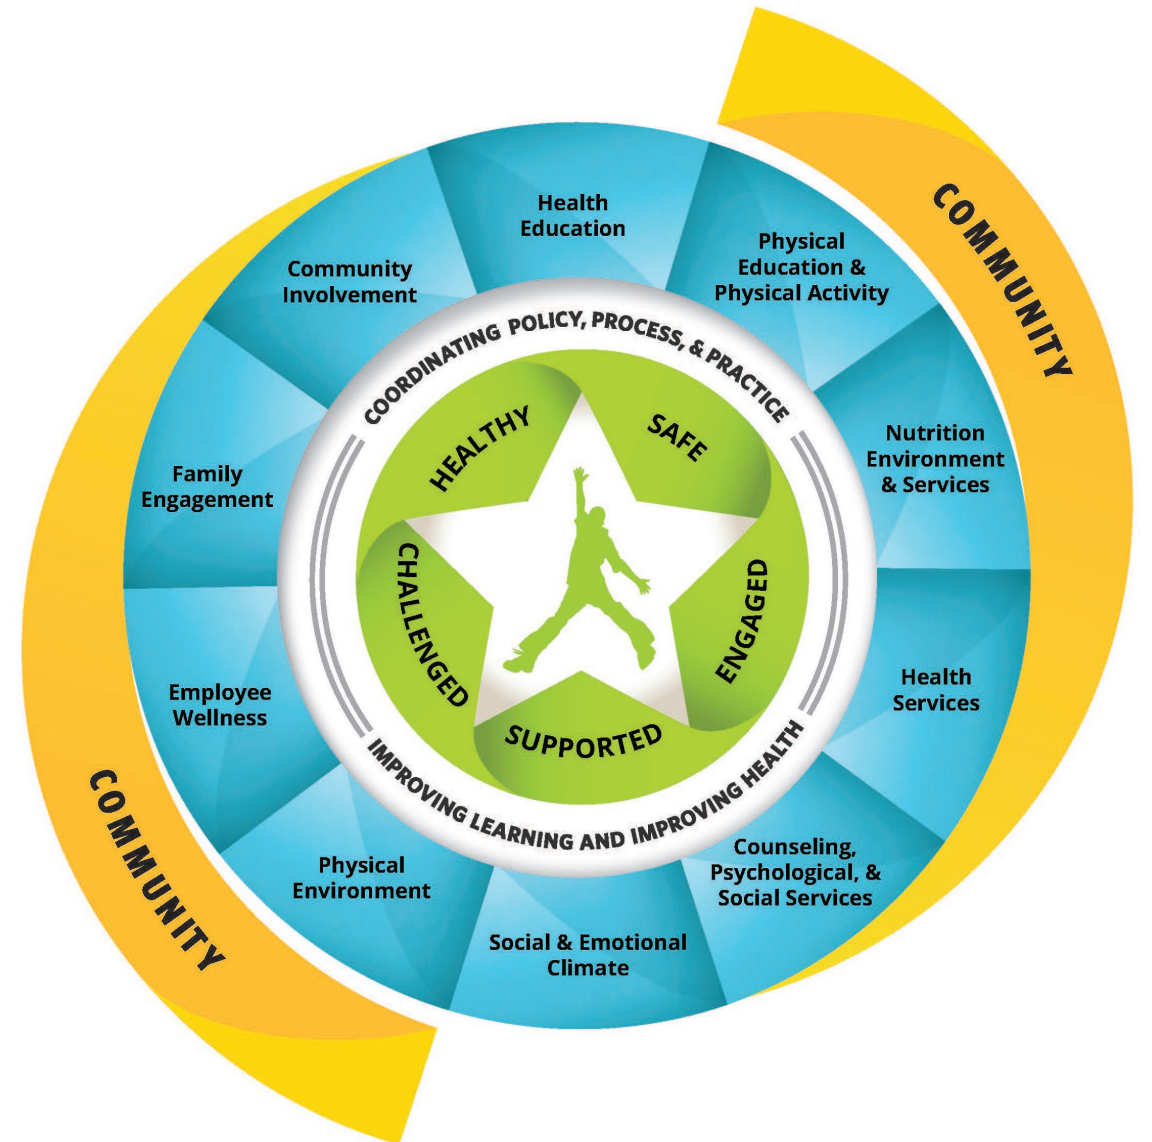 COMMUNITY
Health
Education
Physical
Education &
Physical Activity
Nutrition
Environment
& Services
Health
Services
Counseling,
Psychological, &
Social Services
Social & Emotional
Climate
Physical
Environment
Employee
Wellness
Family
Engagement
Community
Involvement
COORDINATING POLICY, PROCESS, & PRACTICE
IMPROVING LEARNING AND IMPROVING HEALTH
HEALTHY
SAFE
ENGAGED
SUPPORTED
CHALLENGED
COMMUNITY